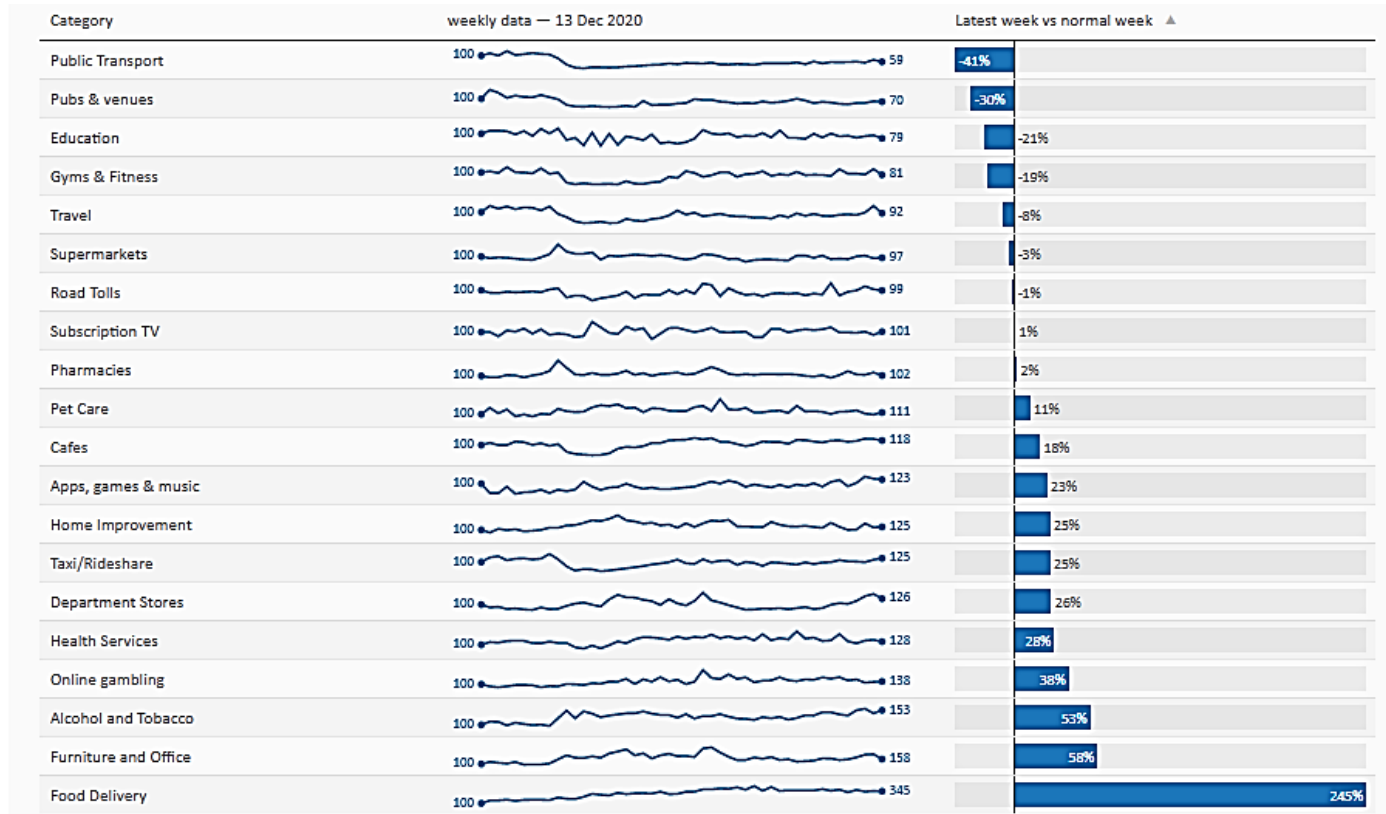 Category weekly data — 13 Dec 2020 Latest week vs normal week ▲
Public Transport 100 59 -41%
Pubs & venues 100 70 -30%
Education 100 79 -21%
Gyms & Fitness 100 81 -19%
Travel 100 92 -8%
Supermarkets 100 97 -3%
Road Tolls 100 99 -1%
Subscription TV 100 101 1%
Pharmacies 100 102 2%
Pet Care 100 111 11%
Cafes 100 118 18%
Apps, games & music 100 123 23%
Home Improvement 100 125 25%
Taxi/Rideshare 100 125 25%
Department Stores 100 126 26%
Health Services 100 128 28%
Online gambling 100 138 38%
Alcohol and Tobacco 100 153 53%
Furniture and Office 100 158 58%
Food Delivery 100 345 245%